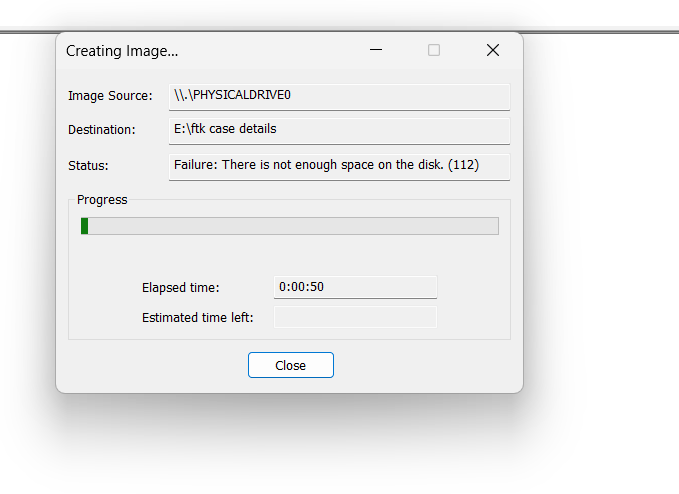 Creating Image...
Image Source: \\.\PHYSICALDRIVE0
Destination: E:\ftk case details
Status: Failure: There is not enough space on the disk. (112)
Progress
Elapsed time: 0:00:50
Estimated time left:
Close